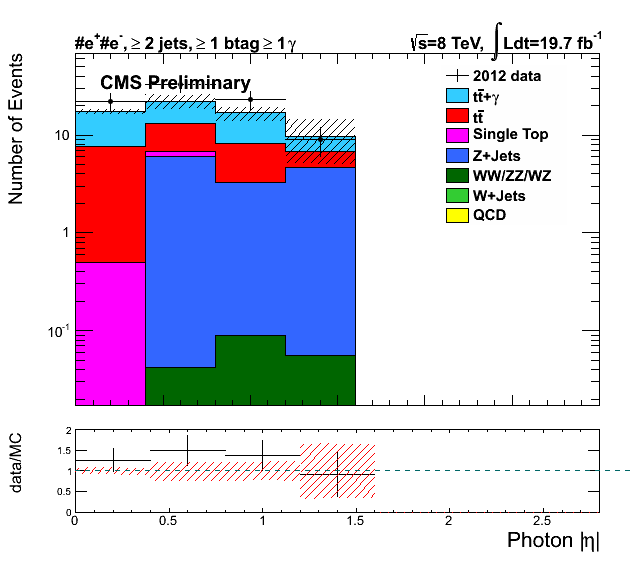 #e⁺#e⁻, ≥ 2 jets, ≥ 1 btag ≥ 1γ
√s=8 TeV, ∫Ldt=19.7 fb⁻¹
CMS Preliminary
2012 data
tt̄+γ
tt̄
Single Top
Z+Jets
WW/ZZ/WZ
W+Jets
QCD
Number of Events
10
1
10⁻¹
data/MC
2
1.5
1
0.5
0
0 0.5 1 1.5 2 2.5
Photon |η|